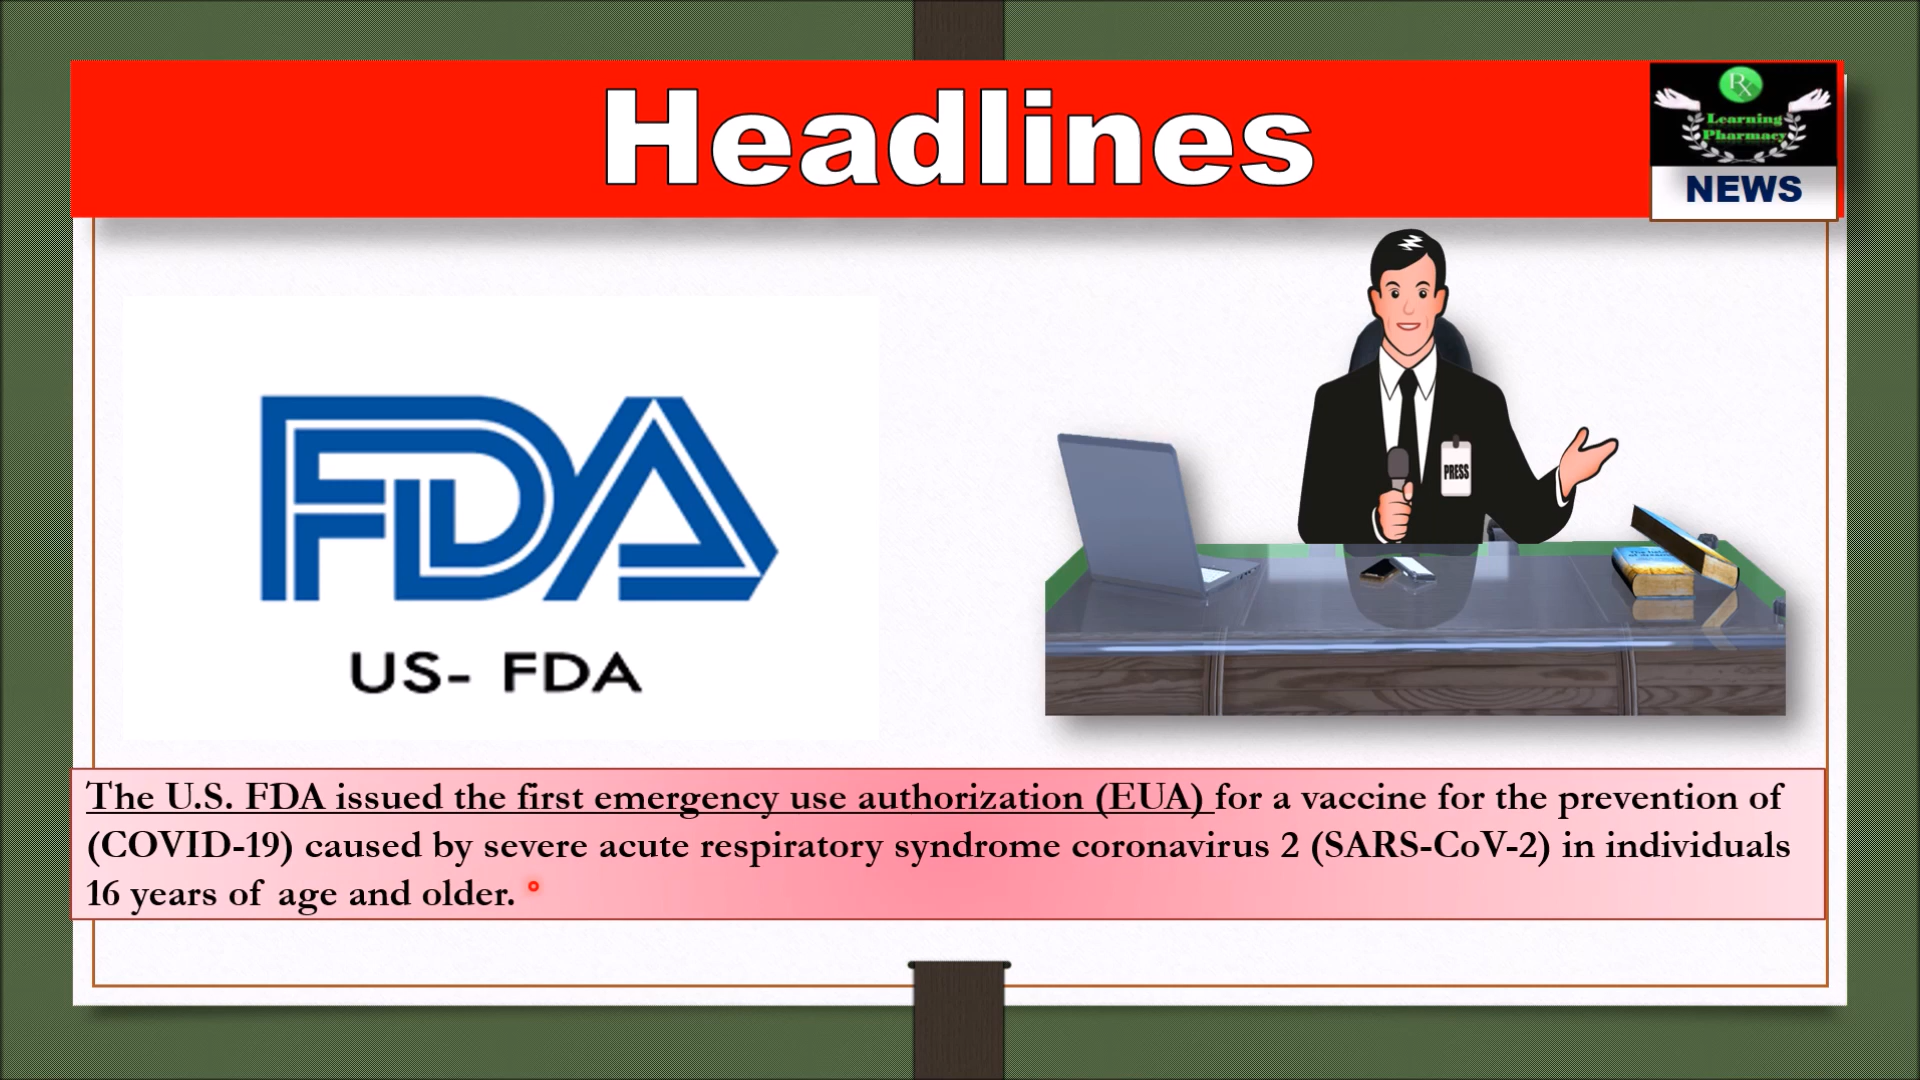 Headlines
Rx
Learning
Pharmacy
NEWS
PRESS
FDA
US- FDA
The U.S. FDA issued the first emergency use authorization (EUA) for a vaccine for the prevention of
(COVID-19) caused by severe acute respiratory syndrome coronavirus 2 (SARS-CoV-2) in individuals
16 years of age and older.